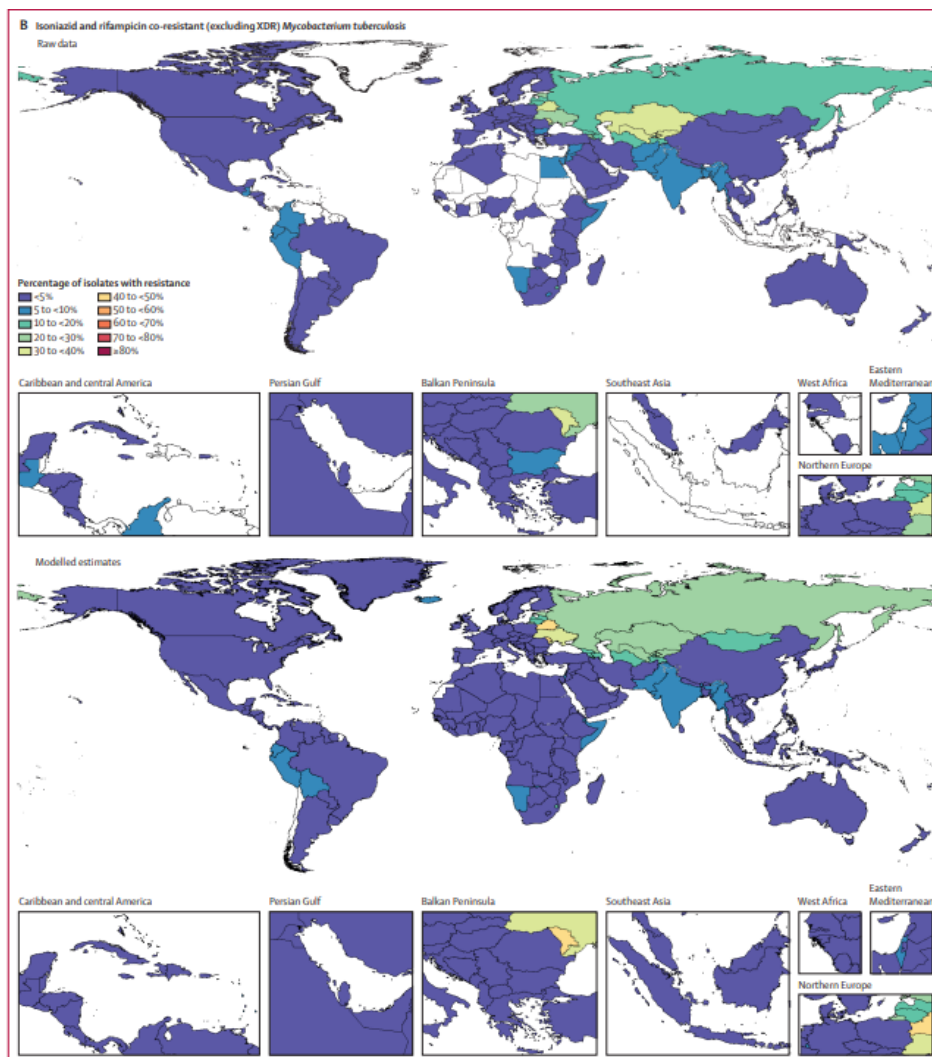 B Isoniazid and rifampicin co-resistant (excluding XDR) Mycobacterium tuberculosis
Raw data
Percentage of isolates with resistance
<5%
5 to <10%
10 to <20%
20 to <30%
30 to <40%
40 to <50%
50 to <60%
60 to <70%
70 to <80%
≥80%
Caribbean and central America
Persian Gulf
Balkan Peninsula
Southeast Asia
West Africa
Eastern
Mediterranean
Northern Europe
Modelled estimates
Caribbean and central America
Persian Gulf
Balkan Peninsula
Southeast Asia
West Africa
Eastern
Mediterranean
Northern Europe